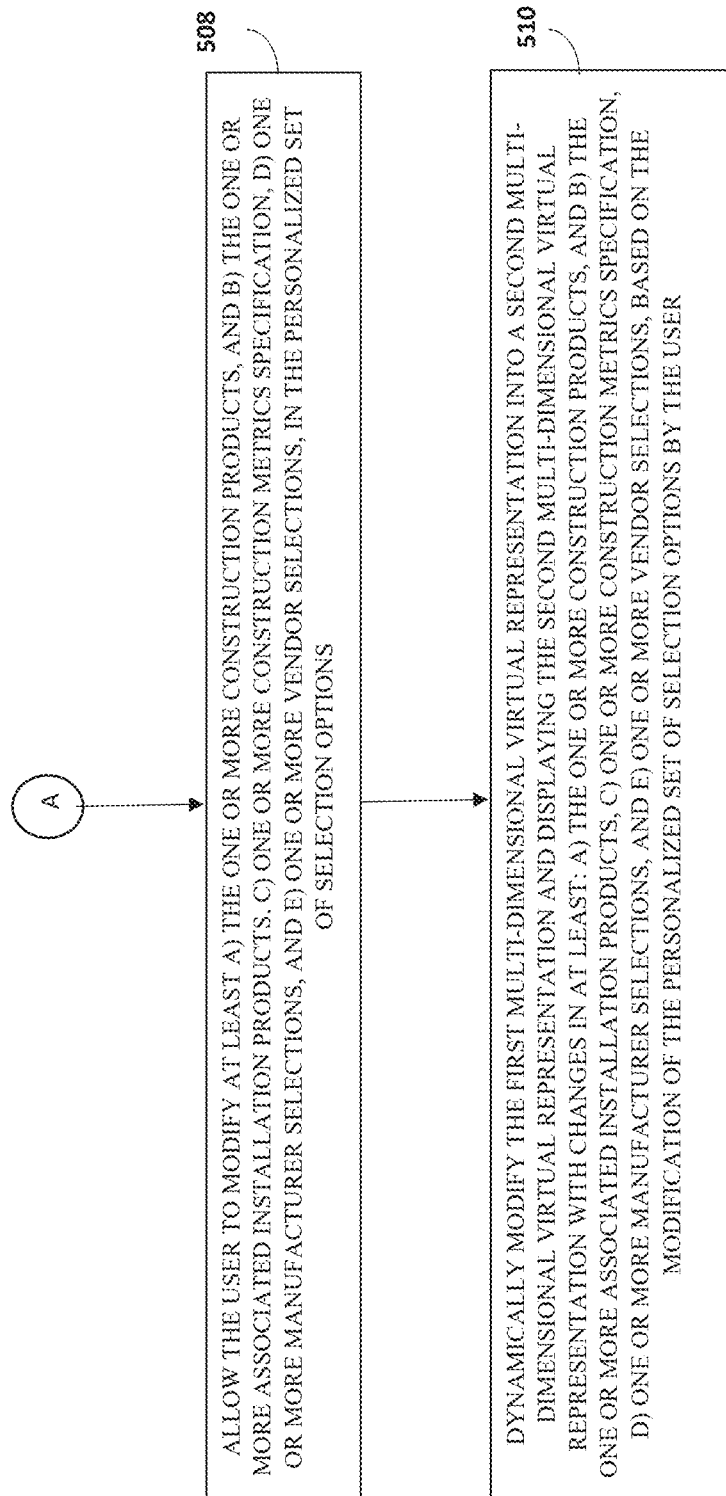 A
508
ALLOW THE USER TO MODIFY AT LEAST A) THE ONE OR MORE CONSTRUCTION PRODUCTS, AND B) THE ONE OR
MORE ASSOCIATED INSTALLATION PRODUCTS. C) ONE OR MORE CONSTRUCTION METRICS SPECIFICATION, D) ONE
OR MORE MANUFACTURER SELECTIONS, AND E) ONE OR MORE VENDOR SELECTIONS, IN THE PERSONALIZED SET
OF SELECTION OPTIONS
510
DYNAMICALLY MODIFY THE FIRST MULTI-DIMENSIONAL VIRTUAL REPRESENTATION INTO A SECOND MULTI-
DIMENSIONAL VIRTUAL REPRESENTATION AND DISPLAYING THE SECOND MULTI-DIMENSIONAL VIRTUAL
REPRESENTATION WITH CHANGES IN AT LEAST: A) THE ONE OR MORE CONSTRUCTION PRODUCTS, AND B) THE
ONE OR MORE ASSOCIATED INSTALLATION PRODUCTS, C) ONE OR MORE CONSTRUCTION METRICS SPECIFICATION,
D) ONE OR MORE MANUFACTURER SELECTIONS, AND E) ONE OR MORE VENDOR SELECTIONS, BASED ON THE
MODIFICATION OF THE PERSONALIZED SET OF SELECTION OPTIONS BY THE USER